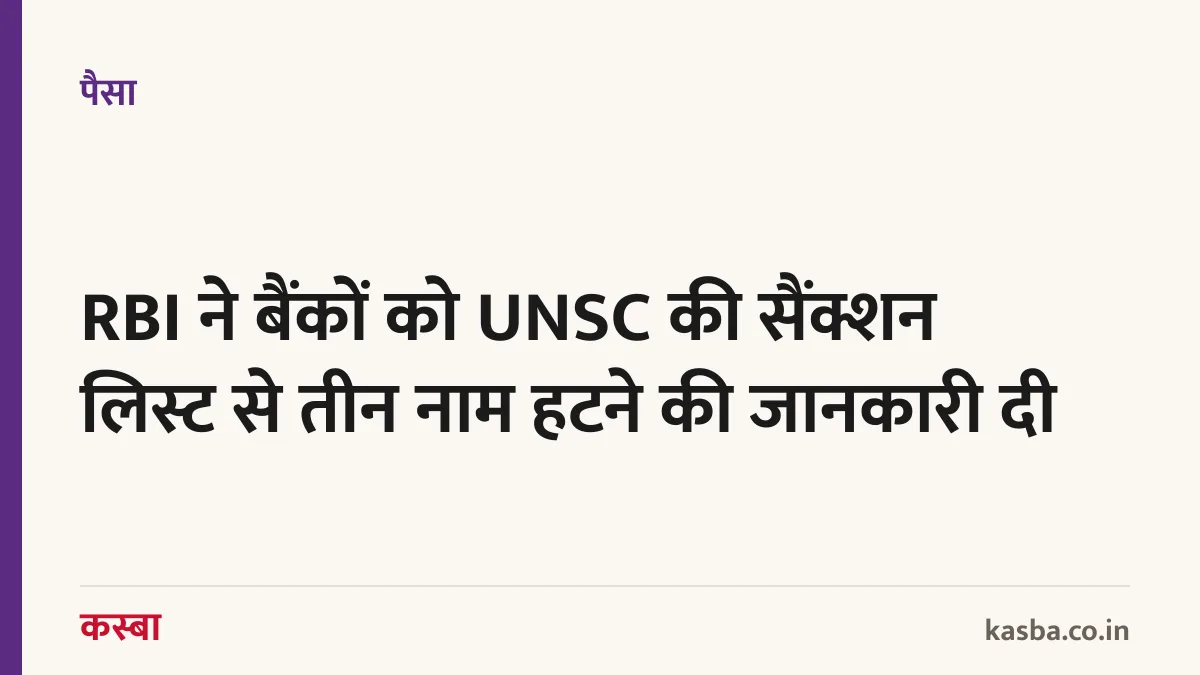 पैसा
RBI ने बैंकों को UNSC की सैंक्शन
लिस्ट से तीन नाम हटने की जानकारी दी
कस्बा
kasba.co.in